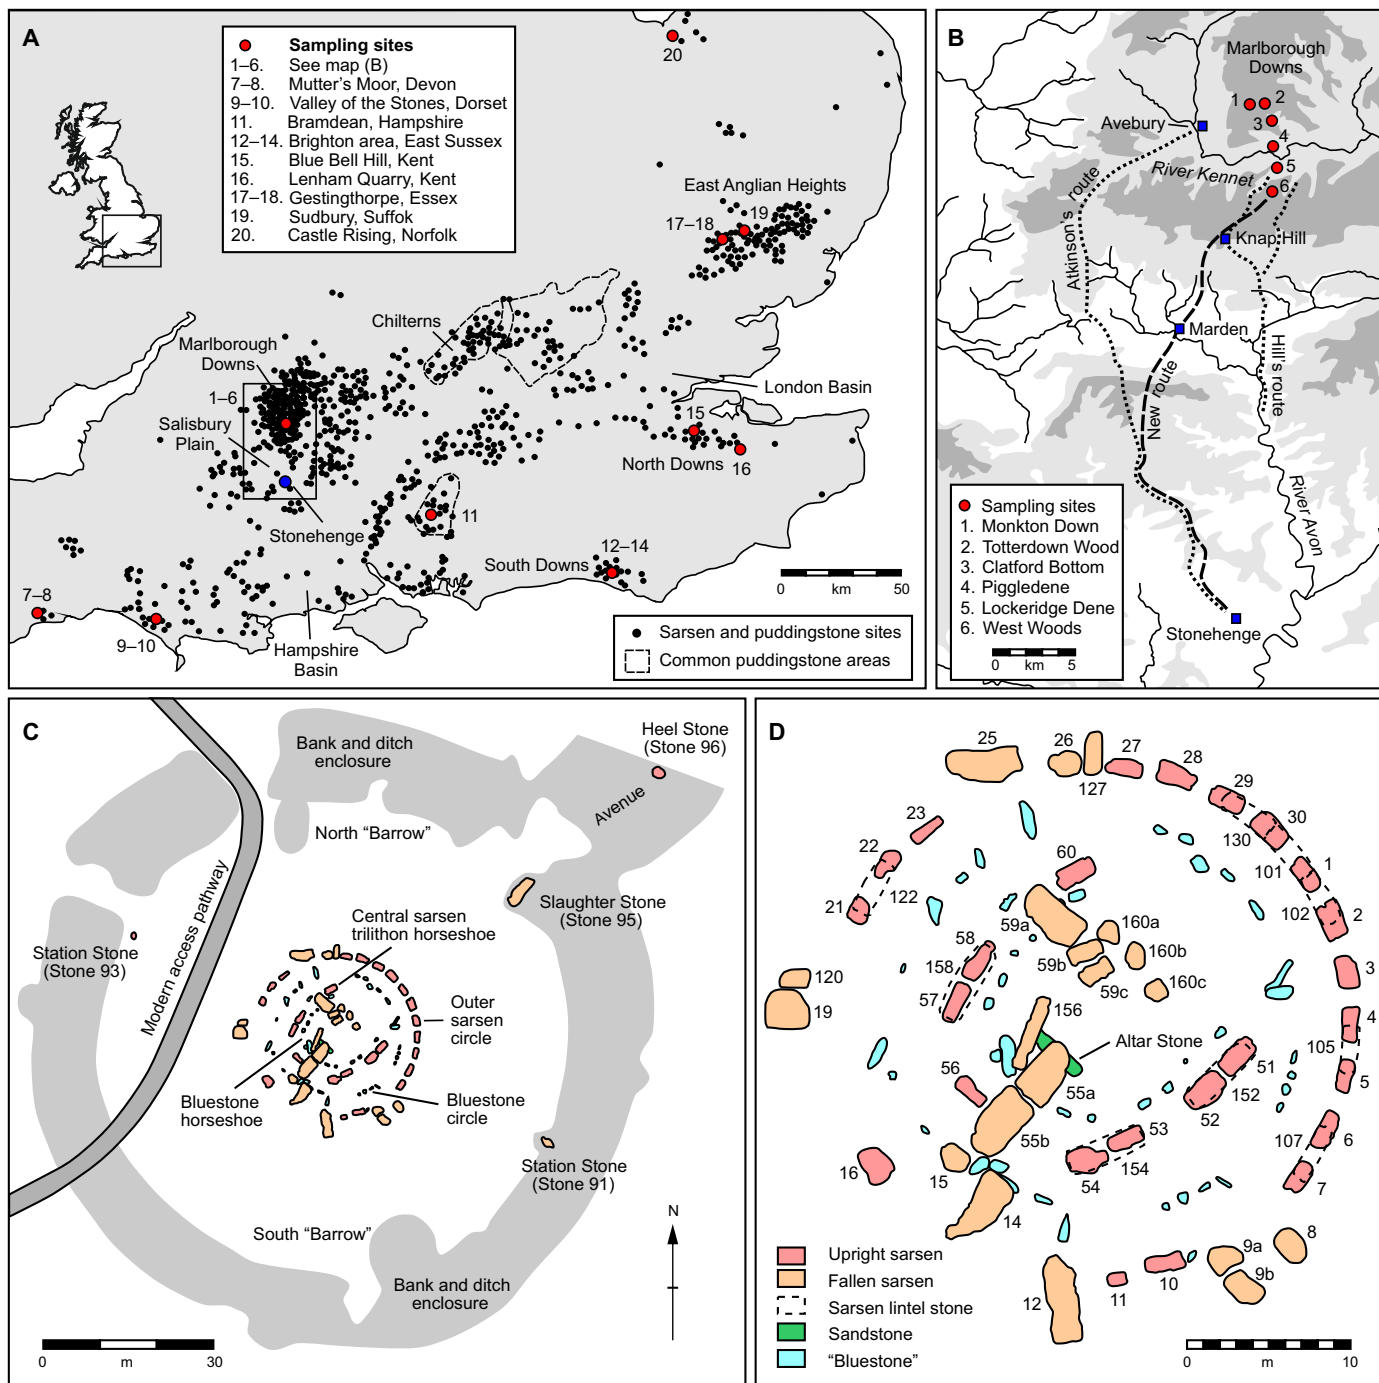 A
Sampling sites
1–6. See map (B)
7–8. Mutter's Moor, Devon
9–10. Valley of the Stones, Dorset
11. Bramdean, Hampshire
12–14. Brighton area, East Sussex
15. Blue Bell Hill, Kent
16. Lenham Quarry, Kent
17–18. Gestingthorpe, Essex
19. Sudbury, Suffok
20. Castle Rising, Norfolk
20
East Anglian Heights
17–18
19
Chilterns
Marlborough
Downs
1–6
Salisbury
Plain
Stonehenge
London Basin
15
North Downs
16
11
12–14
South Downs
7–8
9–10
Hampshire
Basin
0 km 50
Sarsen and puddingstone sites
Common puddingstone areas
B
Marlborough
Downs
1
2
3
4
5
6
Avebury
River Kennet
Atkinson's route
Knap Hill
Marden
New route
Hill's route
River Avon
Stonehenge
Sampling sites
1. Monkton Down
2. Totterdown Wood
3. Clatford Bottom
4. Piggledene
5. Lockeridge Dene
6. West Woods
0 km 5
C
Bank and ditch
enclosure
Heel Stone
(Stone 96)
Avenue
North “Barrow”
Modern access pathway
Slaughter Stone
(Stone 95)
Central sarsen
trilithon horseshoe
Station Stone
(Stone 93)
Outer
sarsen
circle
Bluestone
horseshoe
Bluestone
circle
Station Stone
(Stone 91)
South “Barrow”
Bank and ditch
enclosure
N
0 m 30
D
25
26
127
27
28
29
30
130
101
1
102
2
23
22
122
21
60
59a
160a
160b
160c
59b
59c
58
158
57
3
4
105
5
120
19
156
Altar Stone
56
55a
55b
51
152
52
53
154
54
107
6
7
16
15
14
8
9a
9b
10
11
12
Upright sarsen
Fallen sarsen
Sarsen lintel stone
Sandstone
“Bluestone”
0 m 10